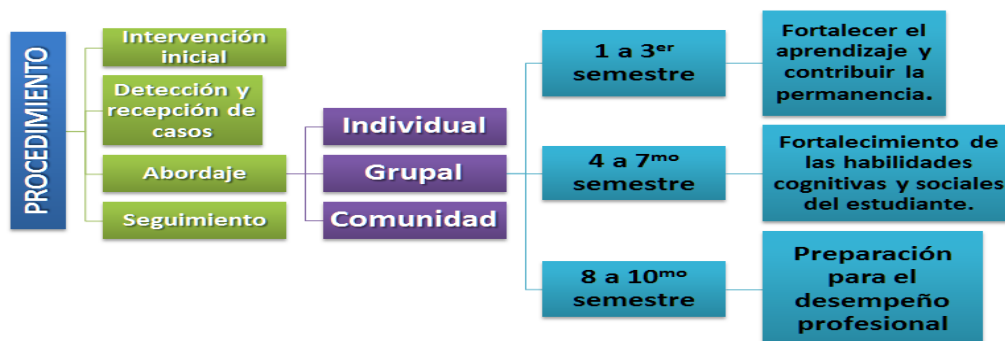 PROCEDIMIENTO
Intervención
inicial
Detección y
recepción de
casos
Abordaje
Seguimiento
Individual
Grupal
Comunidad
1 a 3er
semestre
Fortalecer el
aprendizaje y
contribuir la
permanencia.
4 a 7mo
semestre
Fortalecimiento de
las habilidades
cognitivas y sociales
del estudiante.
8 a 10mo
semestre
Preparación
para el
desempeño
profesional